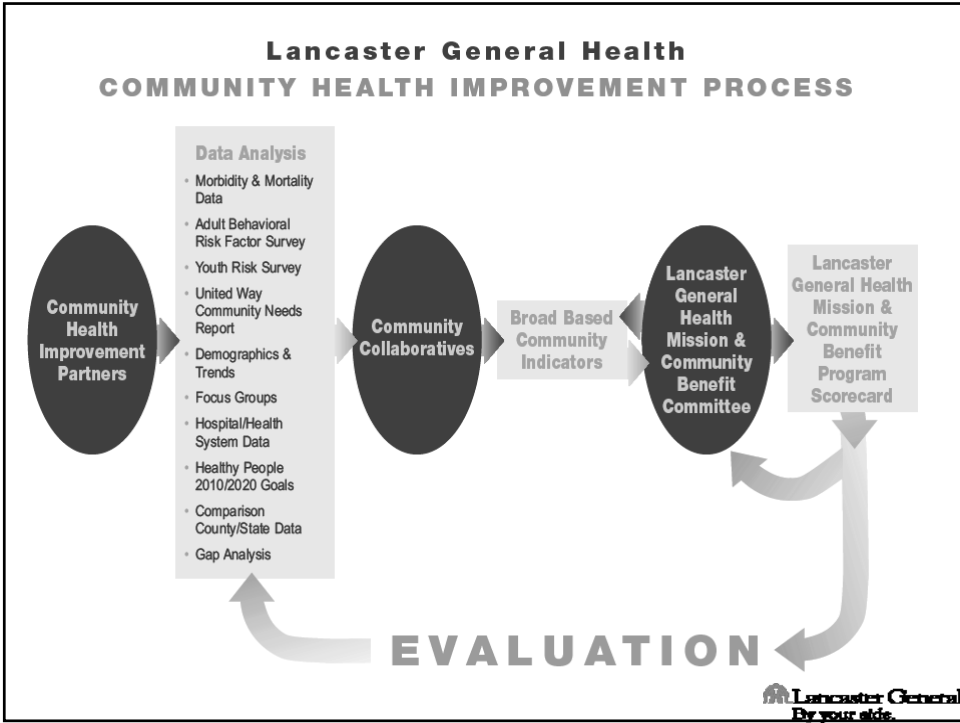 Lancaster General Health
COMMUNITY HEALTH IMPROVEMENT PROCESS
Community
Health
Improvement
Partners
Data Analysis
• Morbidity & Mortality
Data
• Adult Behavioral
Risk Factor Survey
• Youth Risk Survey
• United Way
Community Needs
Report
• Demographics &
Trends
• Focus Groups
• Hospital/Health
System Data
• Healthy People
2010/2020 Goals
• Comparison
County/State Data
• Gap Analysis
Community
Collaboratives
Broad Based
Community
Indicators
Lancaster
General
Health
Mission &
Community
Benefit
Committee
Lancaster
General Health
Mission &
Community
Benefit
Program
Scorecard
EVALUATION
Lancaster General
By your side.